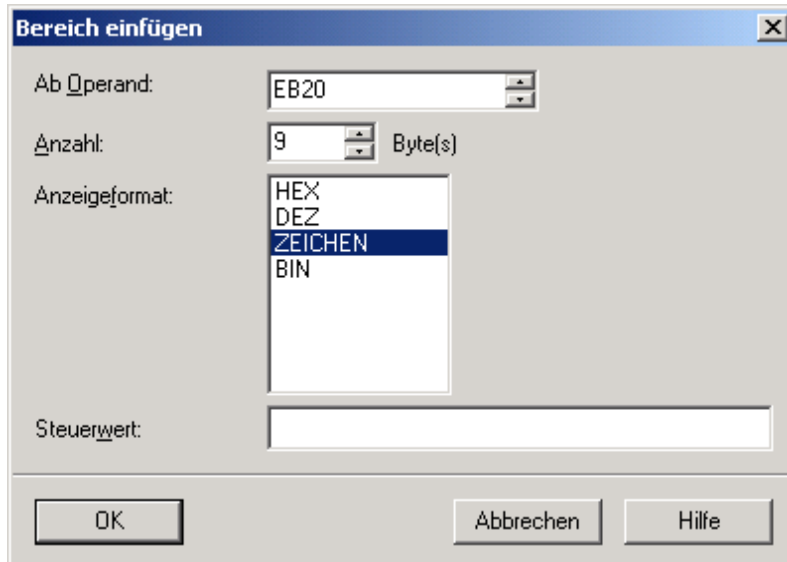 Bereich einfügen
Ab Operand: EB20
Anzahl: 9 Byte(s)
Anzeigeformat: HEX
DEZ
ZEICHEN
BIN
Steuerwert:
OK Abbrechen Hilfe